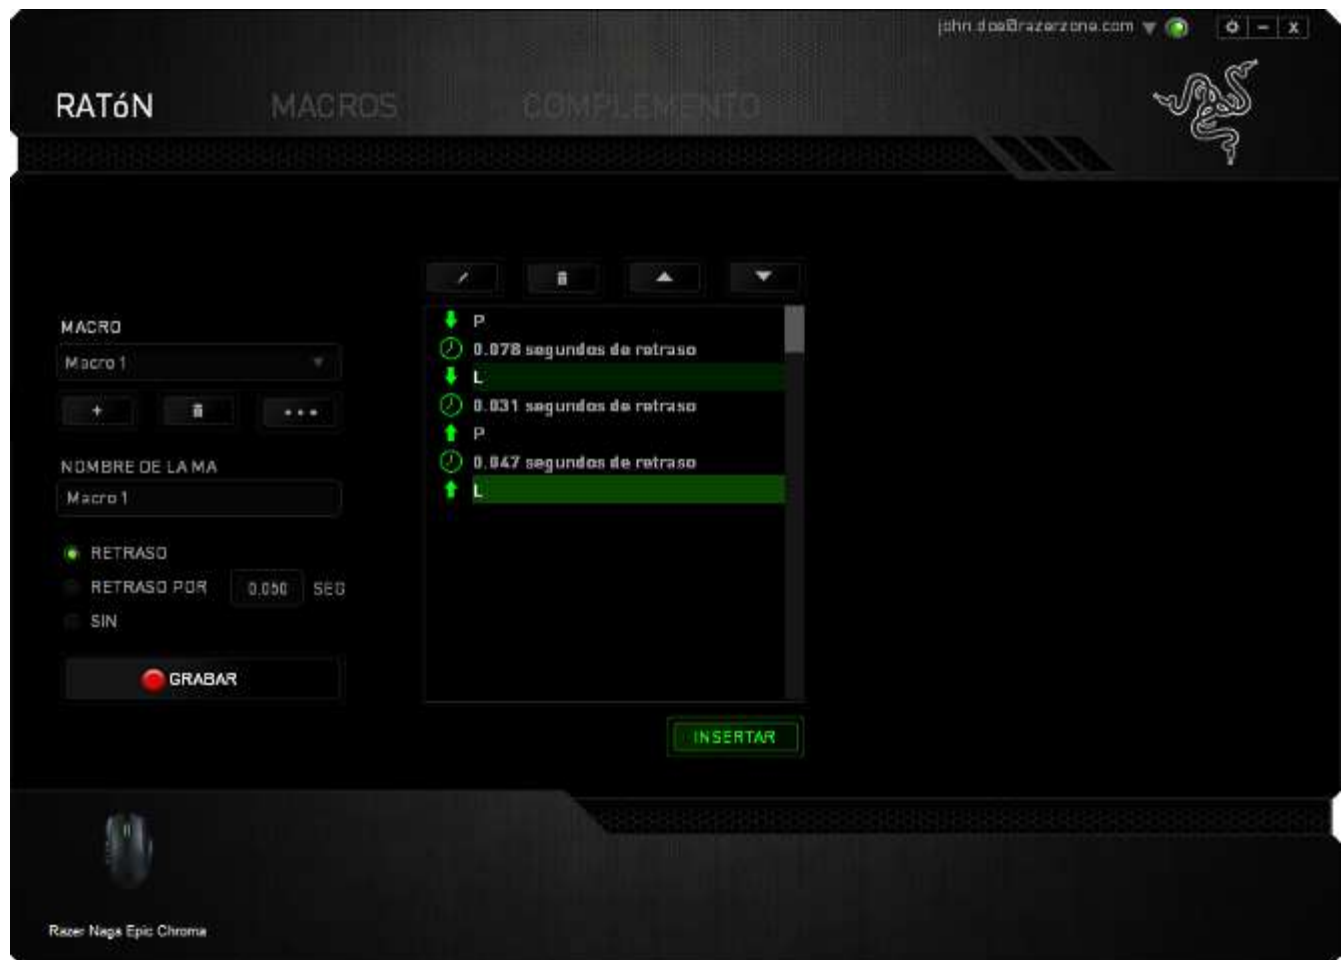 john.doe@razerzone.com
RATóN MACROS COMPLEMENTO
MACRO
Macro 1
NOMBRE DE LA MA
Macro 1
RETRASO
RETRASO POR 0.050 SEG
SIN
GRABAR
P
0.078 segundos de retraso
L
0.031 segundos de retraso
P
0.047 segundos de retraso
L
INSERTAR
Razer Naga Epic Chroma